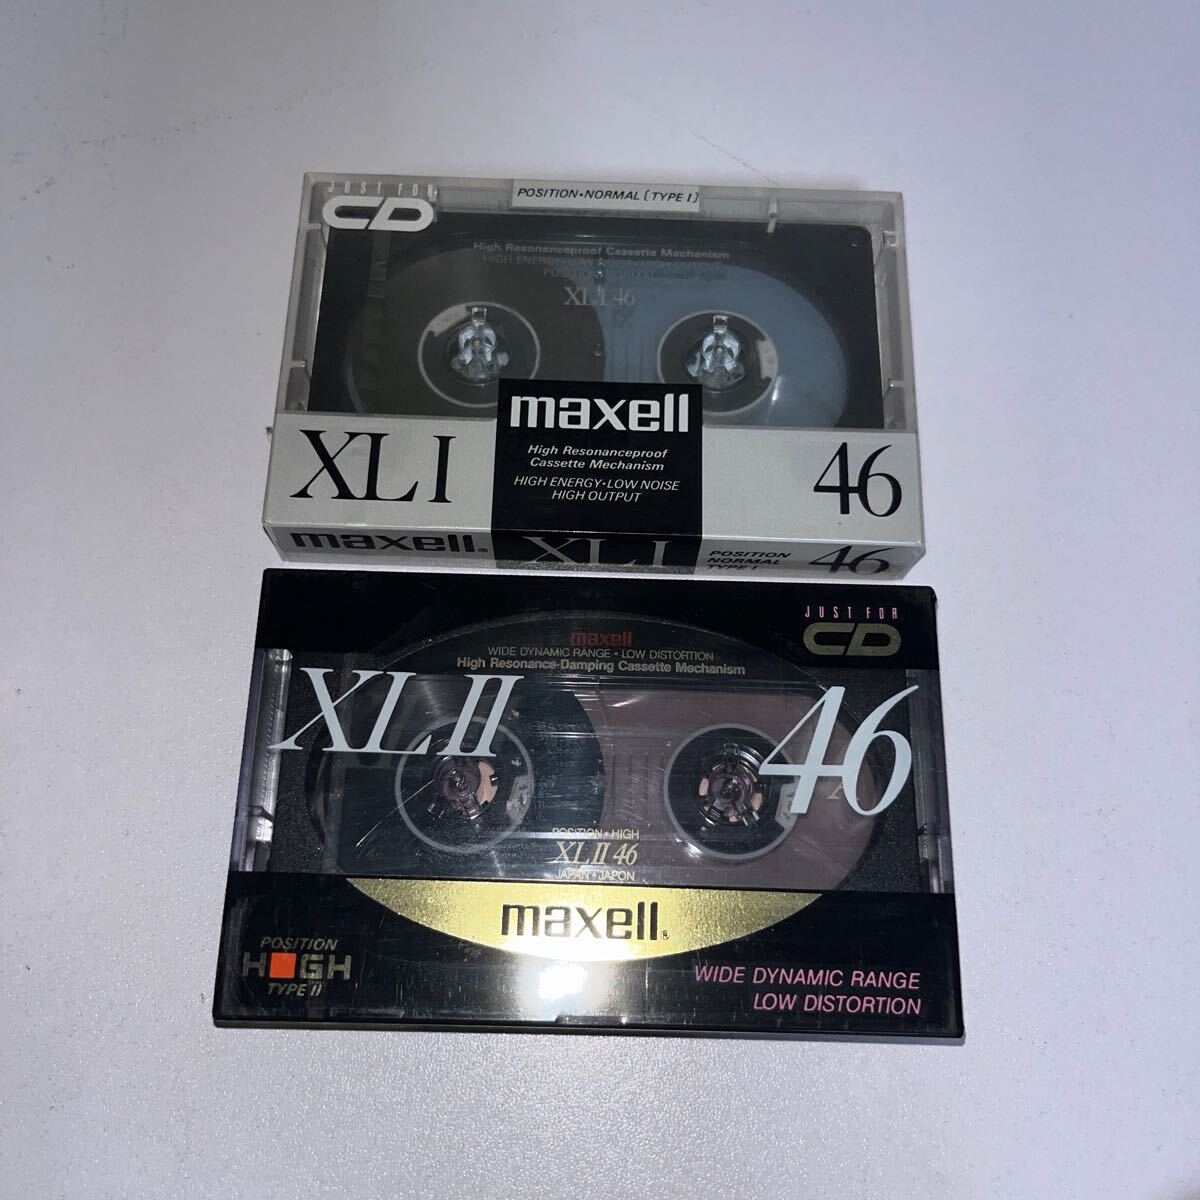 JUST FOR
CD
POSITION•NORMAL (TYPE I)
High Resonanceproof Cassette Mechanism
HIGH ENERGY•LOW NOISE•HIGH OUTPUT
POSITION•NORMAL
XL I 46
maxell
XL I
High Resonanceproof
Cassette Mechanism
HIGH ENERGY•LOW NOISE
HIGH OUTPUT
46
maxell®
XL I
POSITION
NORMAL
TYPE I
46
JUST FOR
CD
maxell
WIDE DYNAMIC RANGE • LOW DISTORTION
High Resonance-Damping Cassette Mechanism
XL II
46
A
POSITION • HIGH
XL II 46
JAPAN • JAPON
maxell®
POSITION
HIGH
TYPE II
WIDE DYNAMIC RANGE
LOW DISTORTION